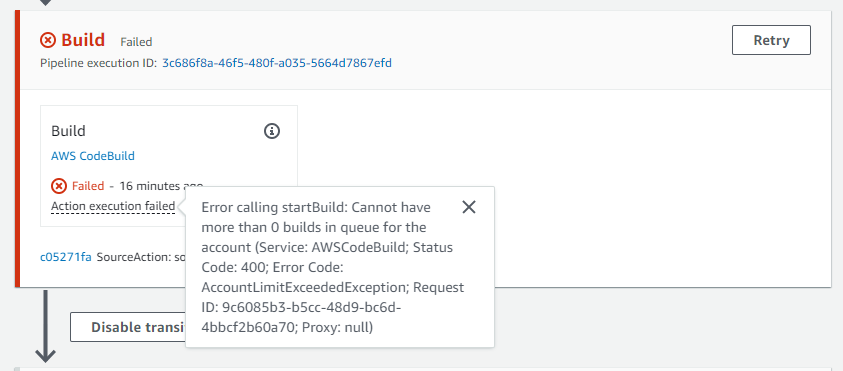 Build Failed
Retry
Pipeline execution ID: 3c686f8a-46f5-480f-a035-5664d7867efd
Build
AWS CodeBuild
Failed - 16 minutes ago
Action execution failed
Error calling startBuild: Cannot have
more than 0 builds in queue for the
account (Service: AWSCodeBuild; Status
Code: 400; Error Code:
AccountLimitExceededException; Request
ID: 9c6085b3-b5cc-48d9-bc6d-
4bbcf2b60a70; Proxy: null)
c05271fa SourceAction: so
Disable transi